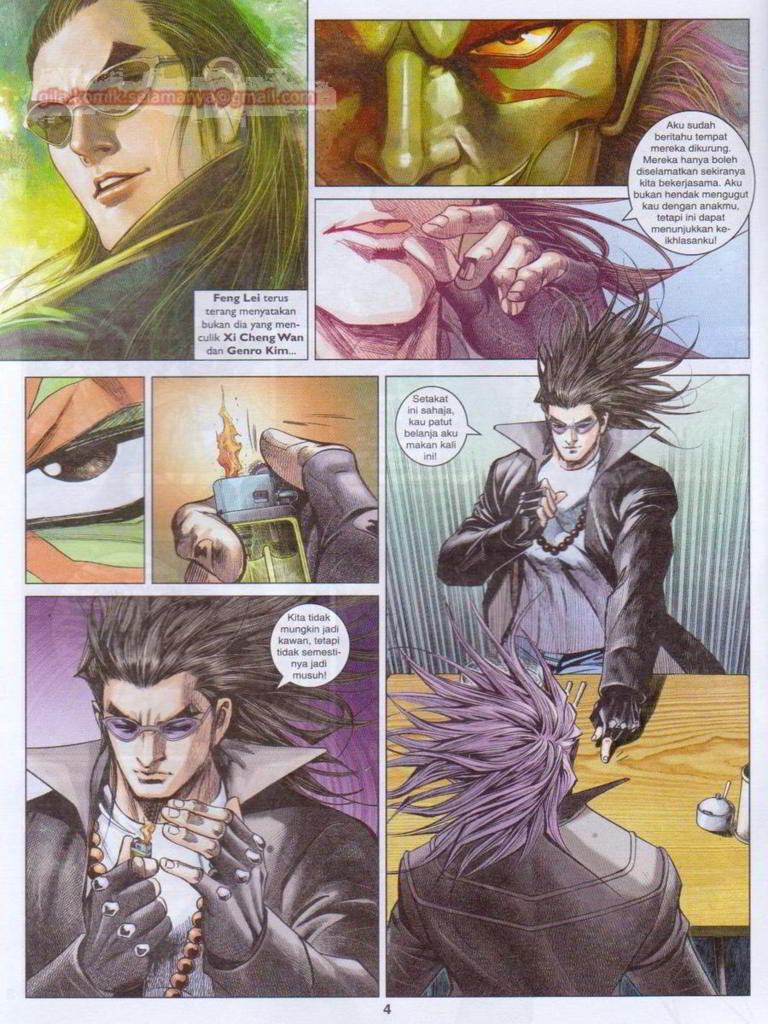 gila_komik.selamanya@gmail.com
Feng Lei terus
terang menyatakan
bukan dia yang men-
culik Xi Cheng Wan
dan Genro Kim...
Aku sudah
beritahu tempat
mereka dikurung.
Mereka hanya boleh
diselamatkan sekiranya
kita bekerjasama. Aku
bukan hendak mengugut
kau dengan anakmu,
tetapi ini dapat
menunjukkan ke-
ikhlasanku!
Setakat
ini sahaja,
kau patut
belanja aku
makan kali
ini!
Kita tidak
mungkin jadi
kawan, tetapi
tidak semesti-
nya jadi
musuh!
4